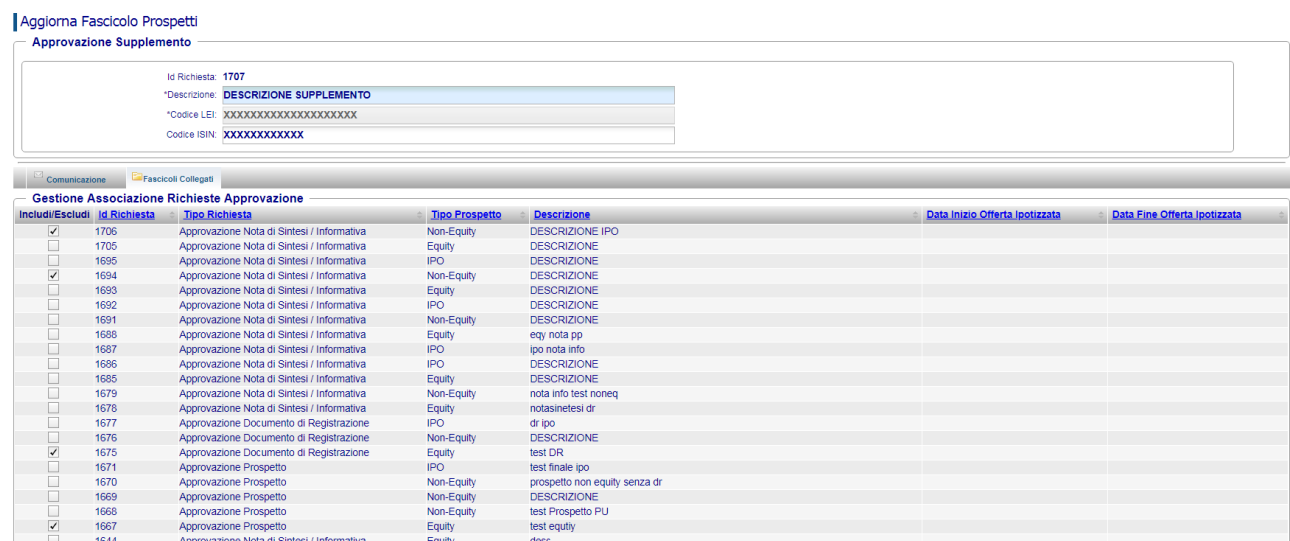 Aggiorna Fascicolo Prospetti
Approvazione Supplemento
Id Richiesta: 1707
*Descrizione: DESCRIZIONE SUPPLEMENTO
*Codice LEI: XXXXXXXXXXXXXXXXXXXX
Codice ISIN: XXXXXXXXXXXX
Comunicazione Fascicoli Collegati
Gestione Associazione Richieste Approvazione
Includi/Escludi Id Richiesta Tipo Richiesta Tipo Prospetto Descrizione Data Inizio Offerta Ipotizzata Data Fine Offerta Ipotizzata
1706 Approvazione Nota di Sintesi / Informativa Non-Equity DESCRIZIONE IPO
1705 Approvazione Nota di Sintesi / Informativa Equity DESCRIZIONE
1695 Approvazione Nota di Sintesi / Informativa IPO DESCRIZIONE
1694 Approvazione Nota di Sintesi / Informativa Non-Equity DESCRIZIONE
1693 Approvazione Nota di Sintesi / Informativa Equity DESCRIZIONE
1692 Approvazione Nota di Sintesi / Informativa IPO DESCRIZIONE
1691 Approvazione Nota di Sintesi / Informativa Non-Equity DESCRIZIONE
1688 Approvazione Nota di Sintesi / Informativa Equity eqy nota pp
1687 Approvazione Nota di Sintesi / Informativa IPO ipo nota info
1686 Approvazione Nota di Sintesi / Informativa IPO DESCRIZIONE
1685 Approvazione Nota di Sintesi / Informativa Equity DESCRIZIONE
1679 Approvazione Nota di Sintesi / Informativa Non-Equity nota info test noneq
1678 Approvazione Nota di Sintesi / Informativa Equity notasinetesi dr
1677 Approvazione Documento di Registrazione IPO dr ipo
1676 Approvazione Documento di Registrazione Non-Equity DESCRIZIONE
1675 Approvazione Documento di Registrazione Equity test DR
1671 Approvazione Prospetto IPO test finale ipo
1670 Approvazione Prospetto Non-Equity prospetto non equity senza dr
1669 Approvazione Prospetto Non-Equity DESCRIZIONE
1668 Approvazione Prospetto Non-Equity test Prospetto PU
1667 Approvazione Prospetto Equity test equtiy
1644 Approvazione Nota di Sintesi / Informativa Equity desc